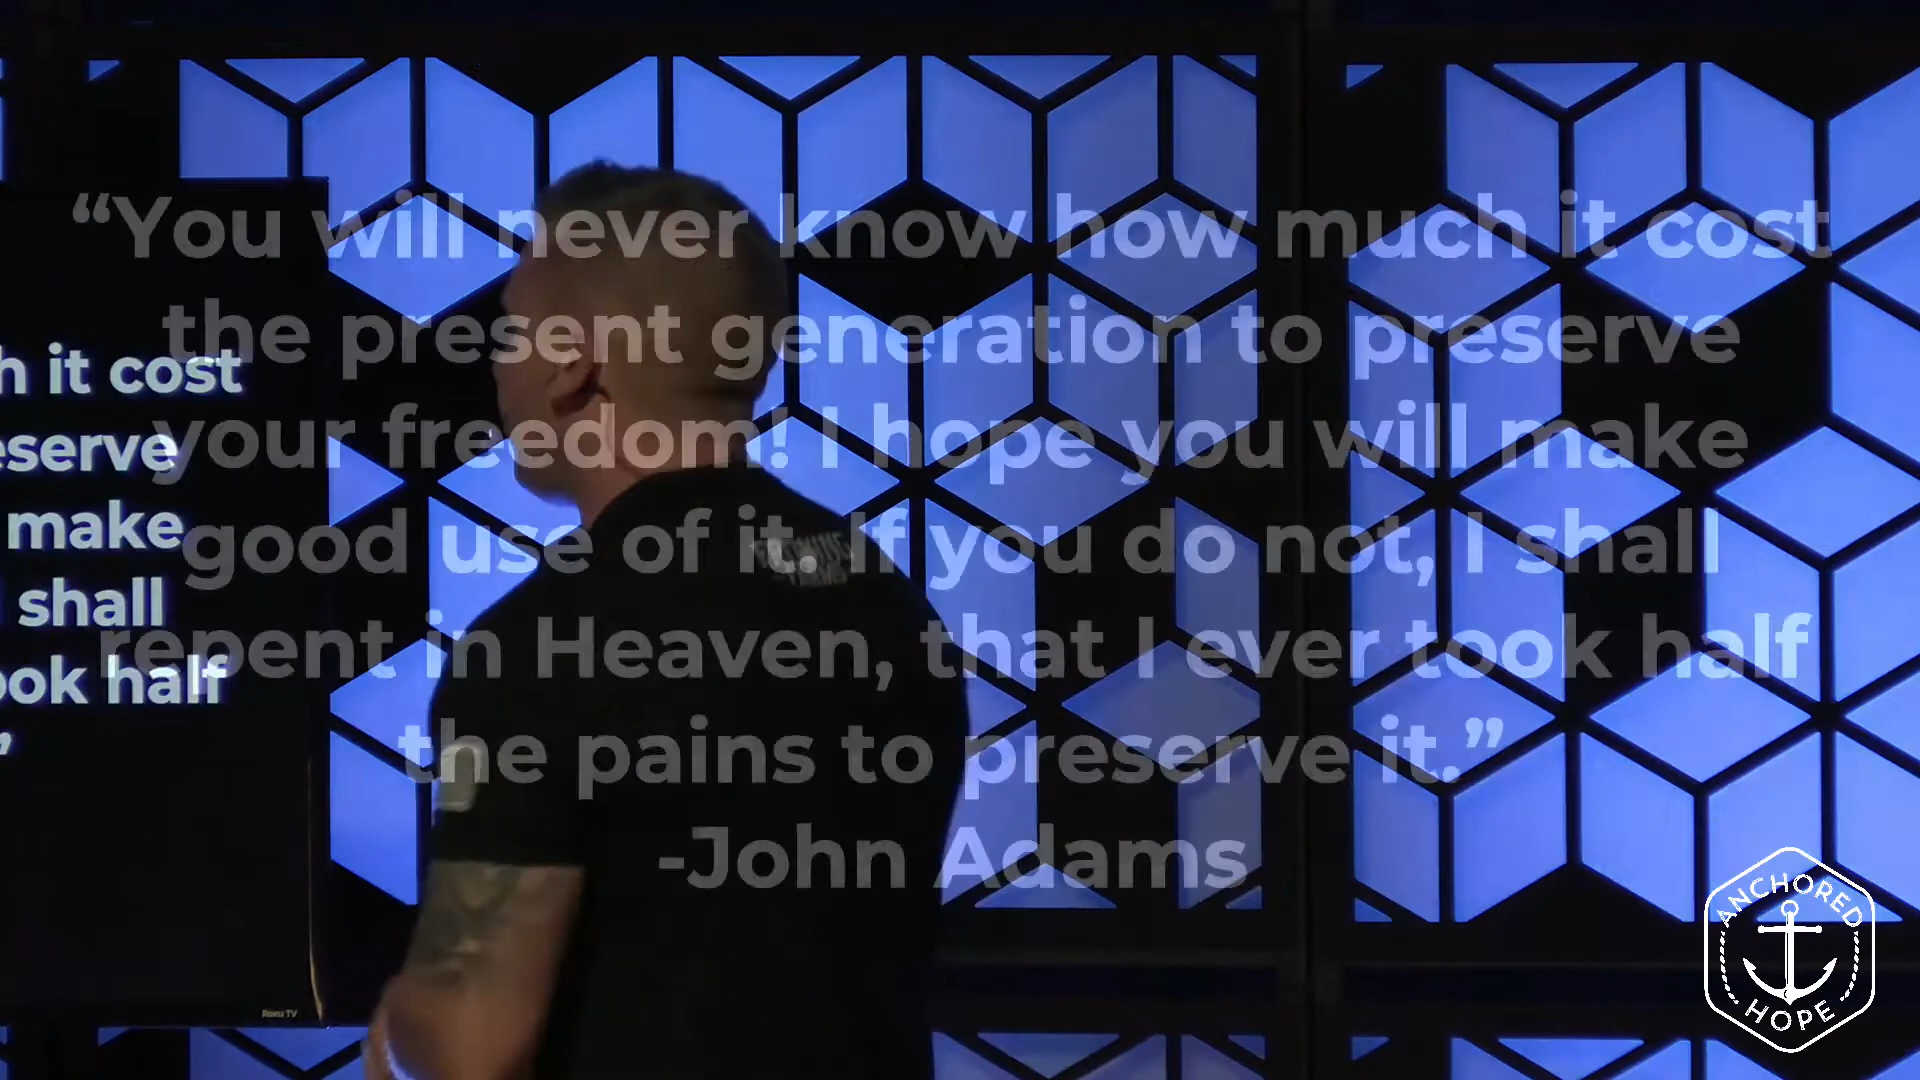 “You will never know how much it cost
the present generation to preserve
your freedom! I hope you will make
good use of it. If you do not, I shall
repent in Heaven, that I ever took half
the pains to preserve it.”
-John Adams
h it cost
eserve
make
shall
ook half
”
Roku TV
ANCHORED
HOPE